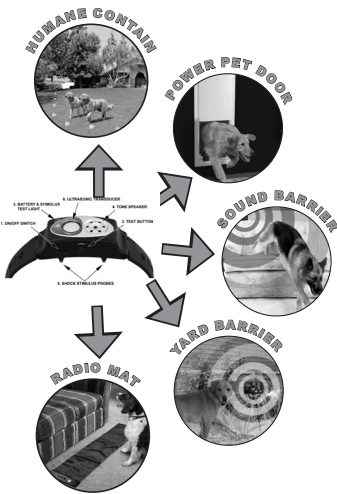 HUMANE CONTAIN
POWER PET DOOR
6. ULTRASONIC TRANSDUCER
3. BATTERY & STIMULUS
TEST LIGHT
4. TONE SPEAKER
1. ON/OFF SWITCH
2. TEST BUTTON
SOUND BARRIER
5. SHOCK STIMULUS PROBES
YARD BARRIER
RADIO MAT